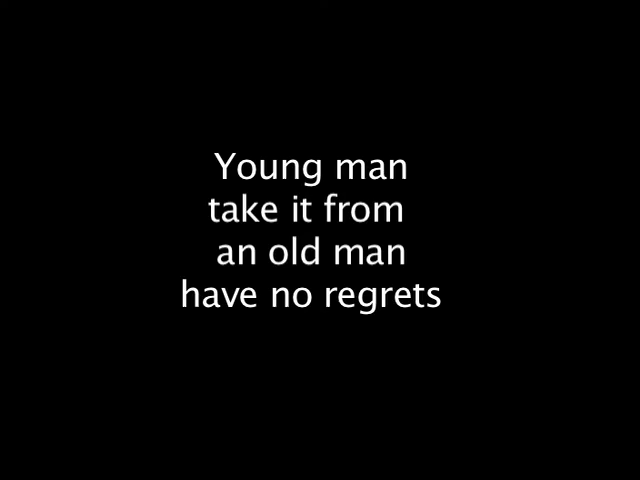 Young man
take it from
an old man
have no regrets